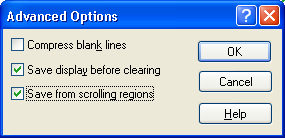 Advanced Options
Compress blank lines
OK
Save display before clearing
Cancel
Save from scrolling regions
Help